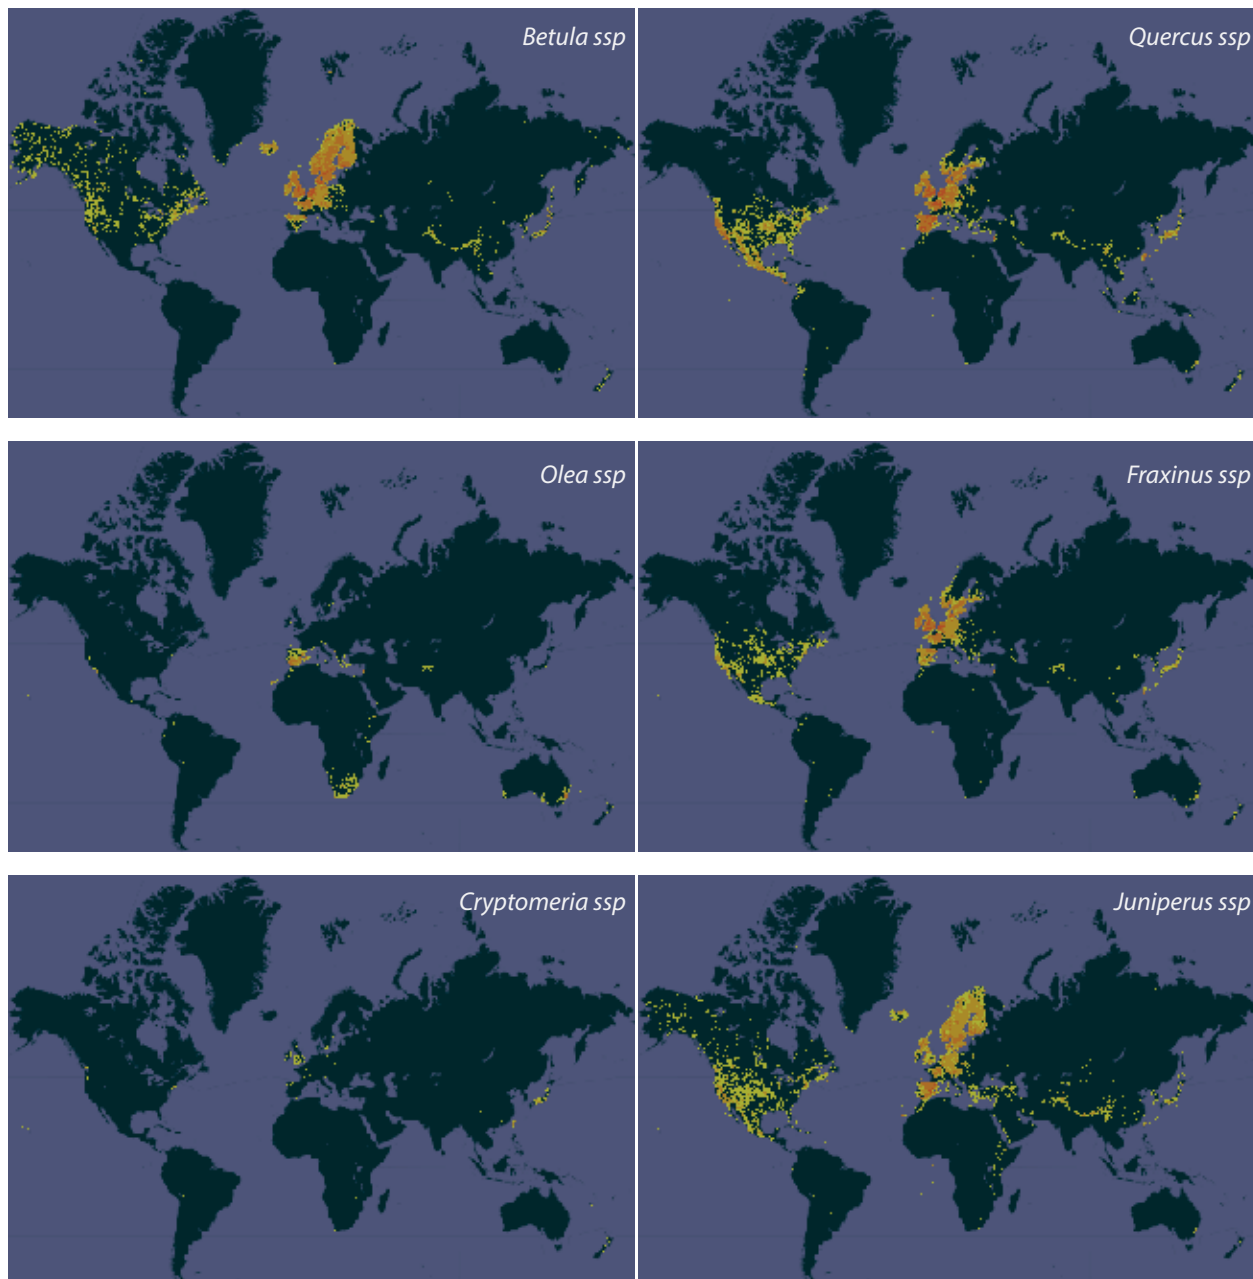 Betula ssp
Quercus ssp
Olea ssp
Fraxinus ssp
Cryptomeria ssp
Juniperus ssp